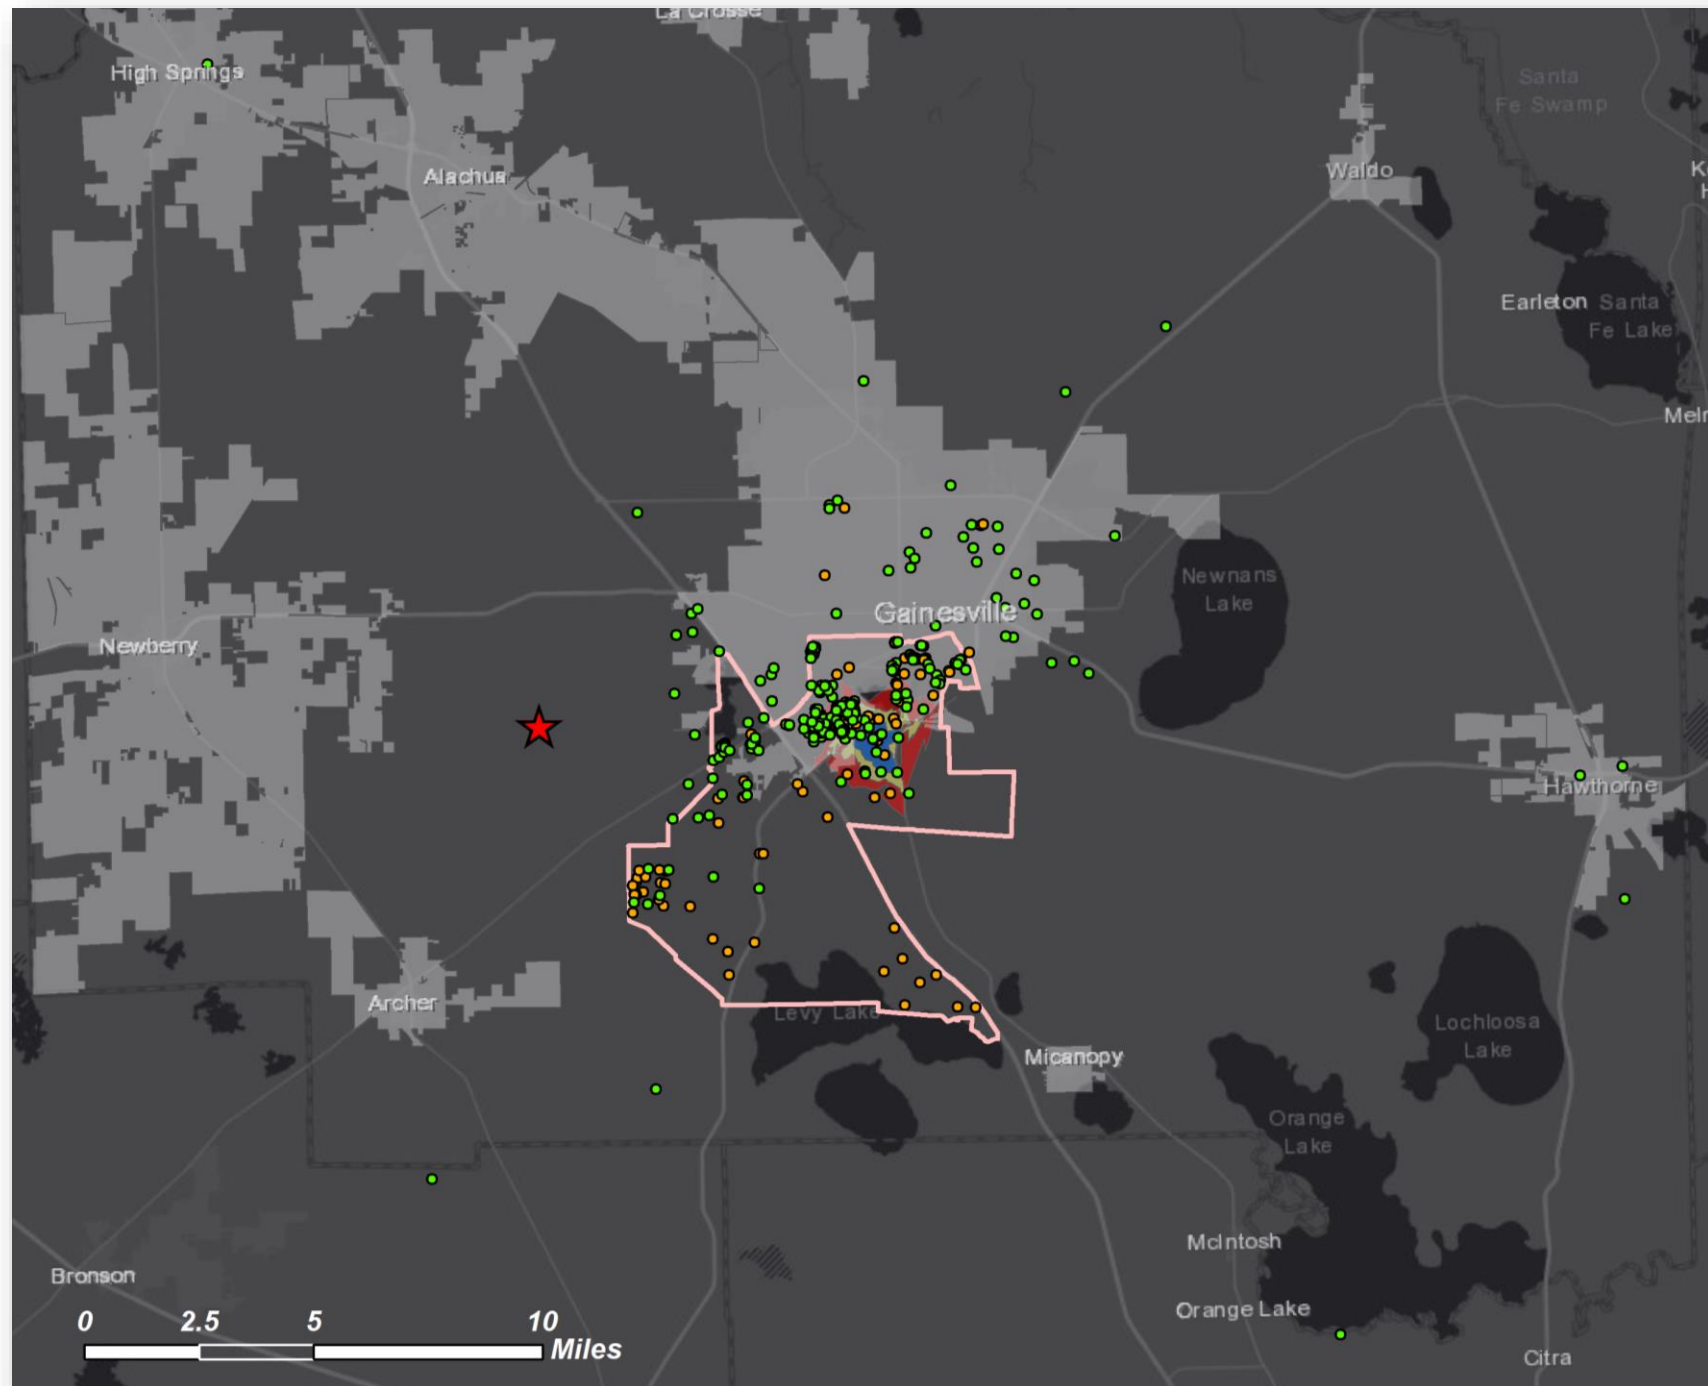 La Crosse
High Springs
Santa
Fe Swamp
Alachua
Waldo
Earleton
Santa
Fe Lake
Newnans
Lake
Gainesville
Newberry
Hawthorne
Archer
Levy Lake
Lochloosa
Lake
Micanopy
Orange
Lake
McIntosh
Bronson
Orange Lake
0 2.5 5 10
Miles
Citra